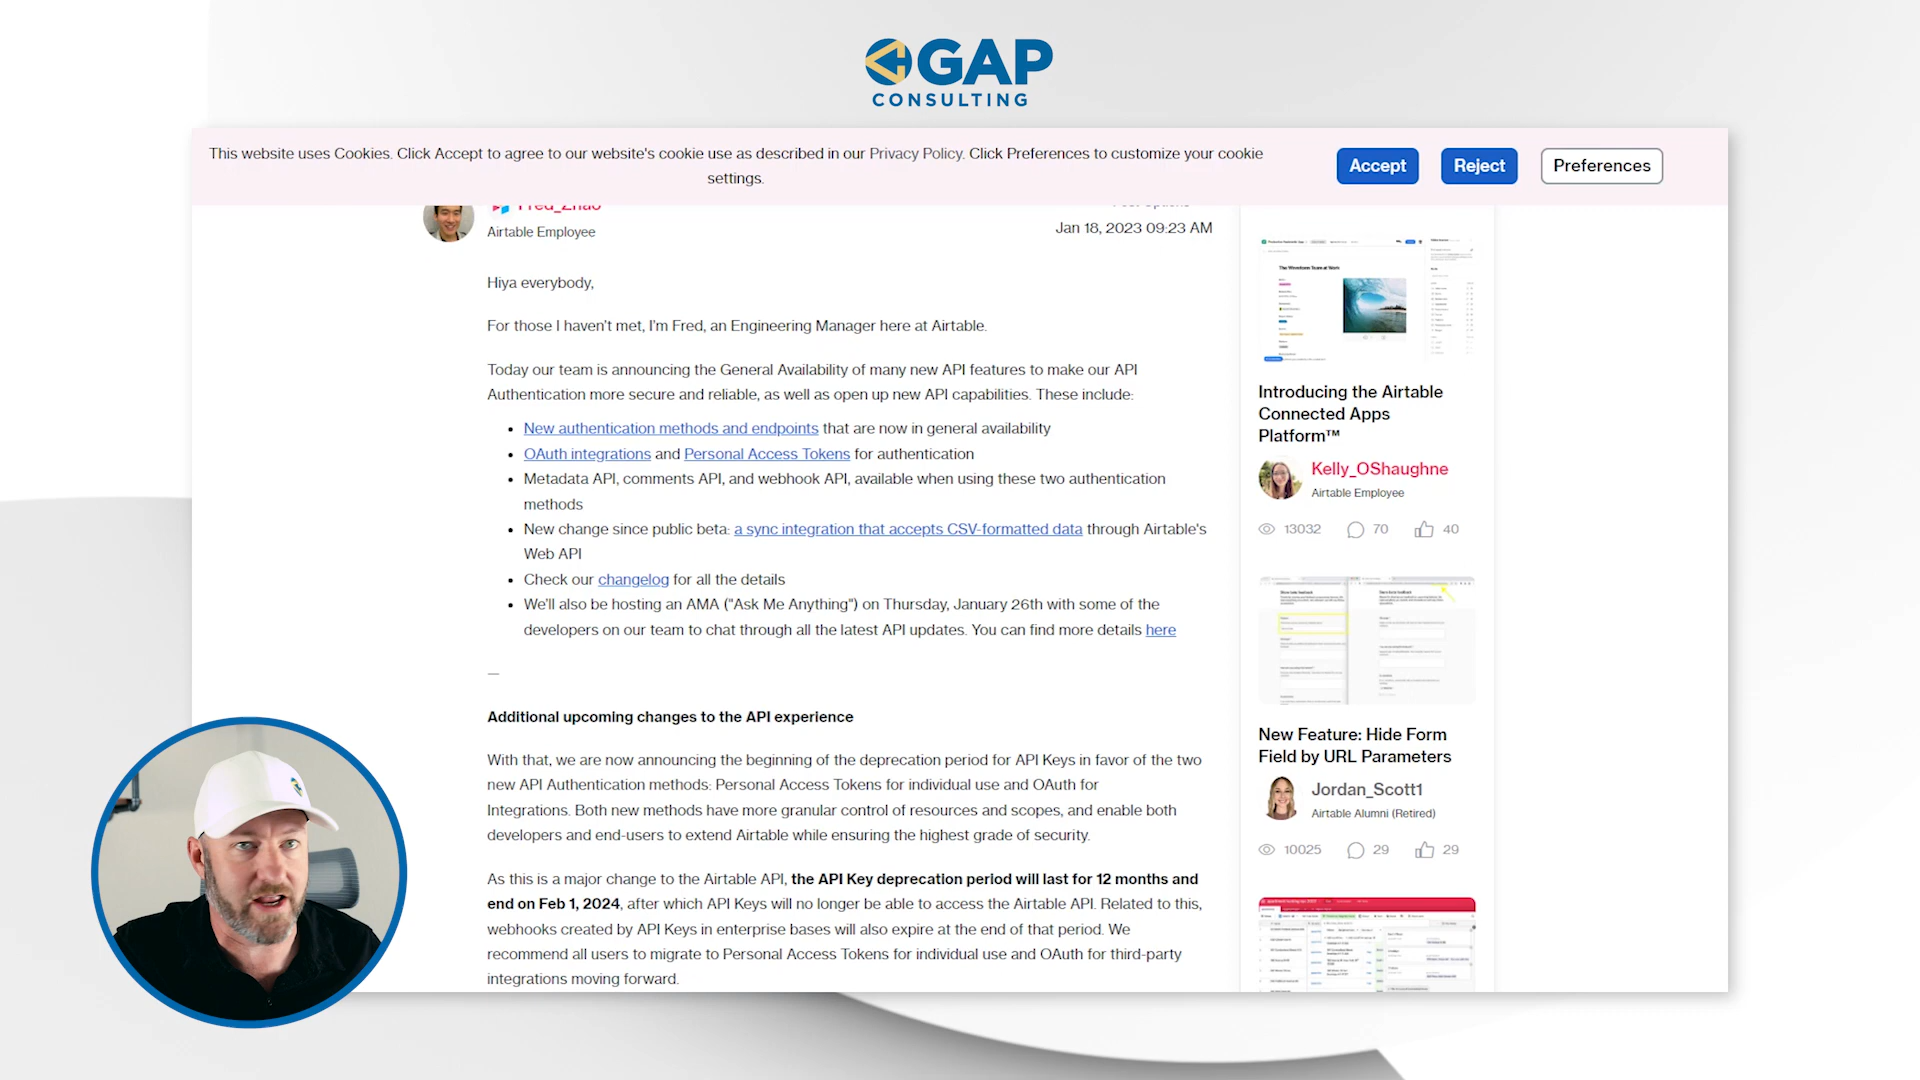 GAP
CONSULTING
This website uses Cookies. Click Accept to agree to our website's cookie use as described in our Privacy Policy. Click Preferences to customize your cookie
settings.
Accept
Reject
Preferences
Fred_Zhao
Airtable Employee
Jan 18, 2023 09:23 AM
Hiya everybody,
For those I haven't met, I'm Fred, an Engineering Manager here at Airtable.
Today our team is announcing the General Availability of many new API features to make our API
Authentication more secure and reliable, as well as open up new API capabilities. These include:
• New authentication methods and endpoints that are now in general availability
• OAuth integrations and Personal Access Tokens for authentication
• Metadata API, comments API, and webhook API, available when using these two authentication
methods
• New change since public beta: a sync integration that accepts CSV-formatted data through Airtable's
Web API
• Check our changelog for all the details
• We'll also be hosting an AMA ("Ask Me Anything") on Thursday, January 26th with some of the
developers on our team to chat through all the latest API updates. You can find more details here
—
Additional upcoming changes to the API experience
With that, we are now announcing the beginning of the deprecation period for API Keys in favor of the two
new API Authentication methods: Personal Access Tokens for individual use and OAuth for
Integrations. Both new methods have more granular control of resources and scopes, and enable both
developers and end-users to extend Airtable while ensuring the highest grade of security.
As this is a major change to the Airtable API, the API Key deprecation period will last for 12 months and
end on Feb 1, 2024, after which API Keys will no longer be able to access the Airtable API. Related to this,
webhooks created by API Keys in enterprise bases will also expire at the end of that period. We
recommend all users to migrate to Personal Access Tokens for individual use and OAuth for third-party
integrations moving forward.
Introducing the Airtable
Connected Apps
Platform™
Kelly_OShaughne
Airtable Employee
13032 70 40
New Feature: Hide Form
Field by URL Parameters
Jordan_Scott1
Airtable Alumni (Retired)
10025 29 29